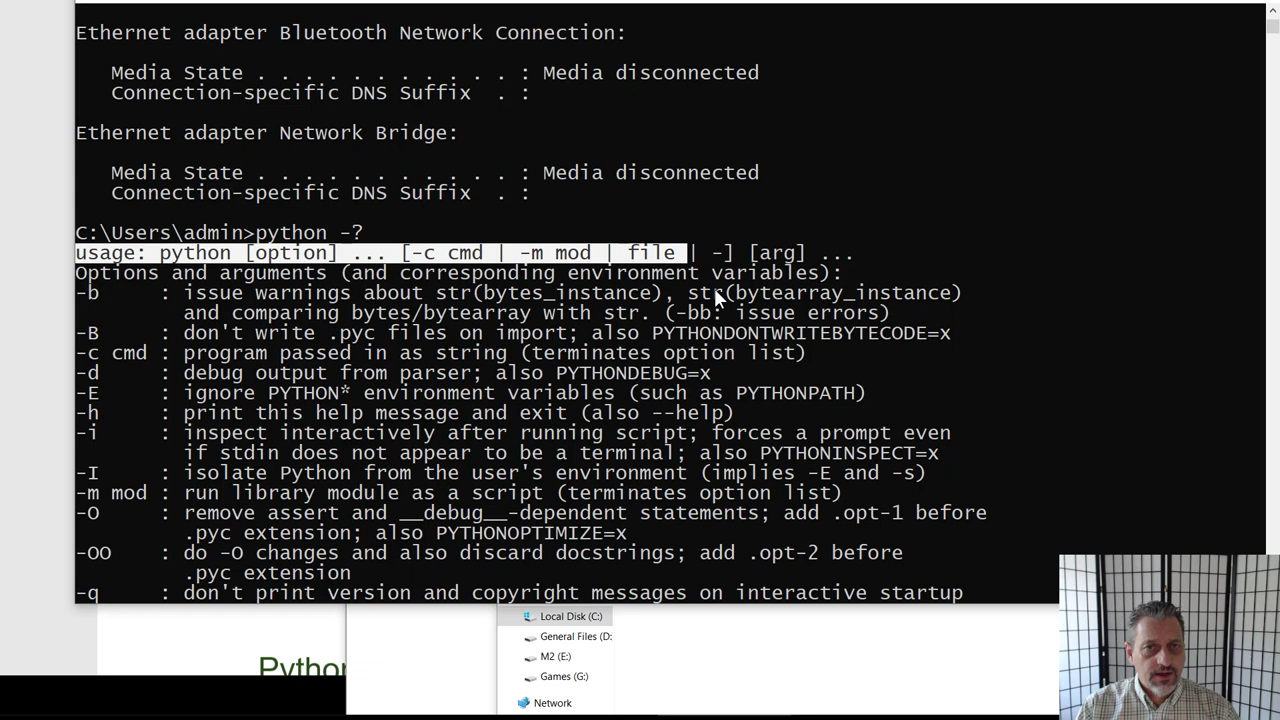 Ethernet adapter Bluetooth Network Connection:
Media State . . . . . . . . . . . : Media disconnected
Connection-specific DNS Suffix  . :
Ethernet adapter Network Bridge:
Media State . . . . . . . . . . . : Media disconnected
Connection-specific DNS Suffix  . :
C:\Users\admin>python -?
usage: python [option] ... [-c cmd | -m mod | file | -] [arg] ...
Options and arguments (and corresponding environment variables):
-b     : issue warnings about str(bytes_instance), str(bytearray_instance)
         and comparing bytes/bytearray with str. (-bb: issue errors)
-B     : don't write .pyc files on import; also PYTHONDONTWRITEBYTECODE=x
-c cmd : program passed in as string (terminates option list)
-d     : debug output from parser; also PYTHONDEBUG=x
-E     : ignore PYTHON* environment variables (such as PYTHONPATH)
-h     : print this help message and exit (also --help)
-i     : inspect interactively after running script; forces a prompt even
         if stdin does not appear to be a terminal; also PYTHONINSPECT=x
-I     : isolate Python from the user's environment (implies -E and -s)
-m mod : run library module as a script (terminates option list)
-O     : remove assert and __debug__-dependent statements; add .opt-1 before
         .pyc extension; also PYTHONOPTIMIZE=x
-OO    : do -O changes and also discard docstrings; add .opt-2 before
         .pyc extension
-q     : don't print version and copyright messages on interactive startup
Local Disk (C:)
General Files (D:
M2 (E:)
Games (G:)
Network
Python